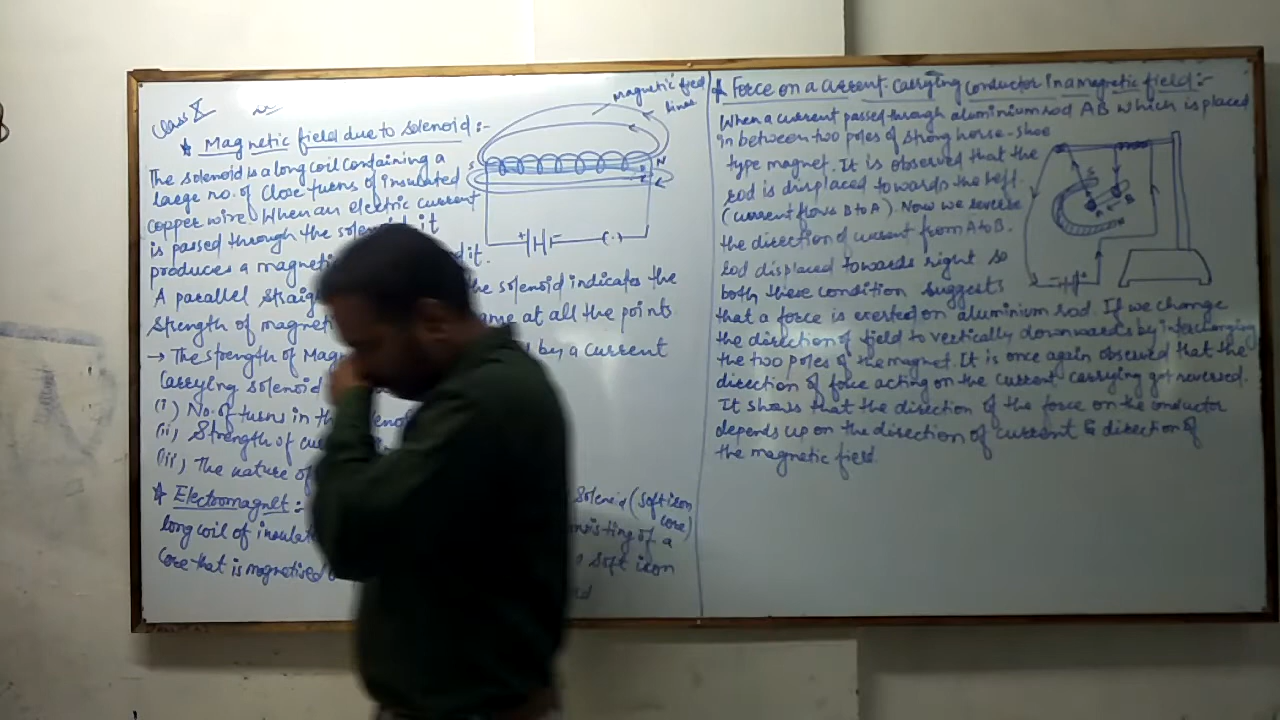 Class X
magnetic field
lines
* Magnetic field due to solenoid :-
The solenoid is a long coil containing a
large no. of close turns of insulated
copper wire. When an electric current
is passed through the solenoid it
produces a magneti dit.
A parallel straig the solenoid indicates the
strength of magneti ame at all the points
→ The strength of Magn d by a current
carrying solenoid
(i) No. of turns in the lenoi
(ii) Strength of cu
(iii) The nature of
* Electromagnet :- solenoid (soft iron
core)
long coil of insulat nsisting of a
core that is magnetised soft iron
S
N
+
-
(.)
* Force on a current-carrying conductor in a magnetic field :-
When a current passed through aluminium rod AB which is placed
in between two poles of strong horse-shoe
type magnet. It is observed that the
rod is displaced towards the left.
(current flows B to A). Now we reverse
the direction of current from A to B.
rod displaced towards right so
both these condition suggests
that a force is exerted on aluminium rod. If we change
the direction of field to vertically downwards by interchanging
the two poles of the magnet. It is once again observed that the
direction of force acting on the current carrying got reversed.
It shows that the direction of the force on the conductor
depends up on the direction of current & direction of
the magnetic field.
S
B
A
N